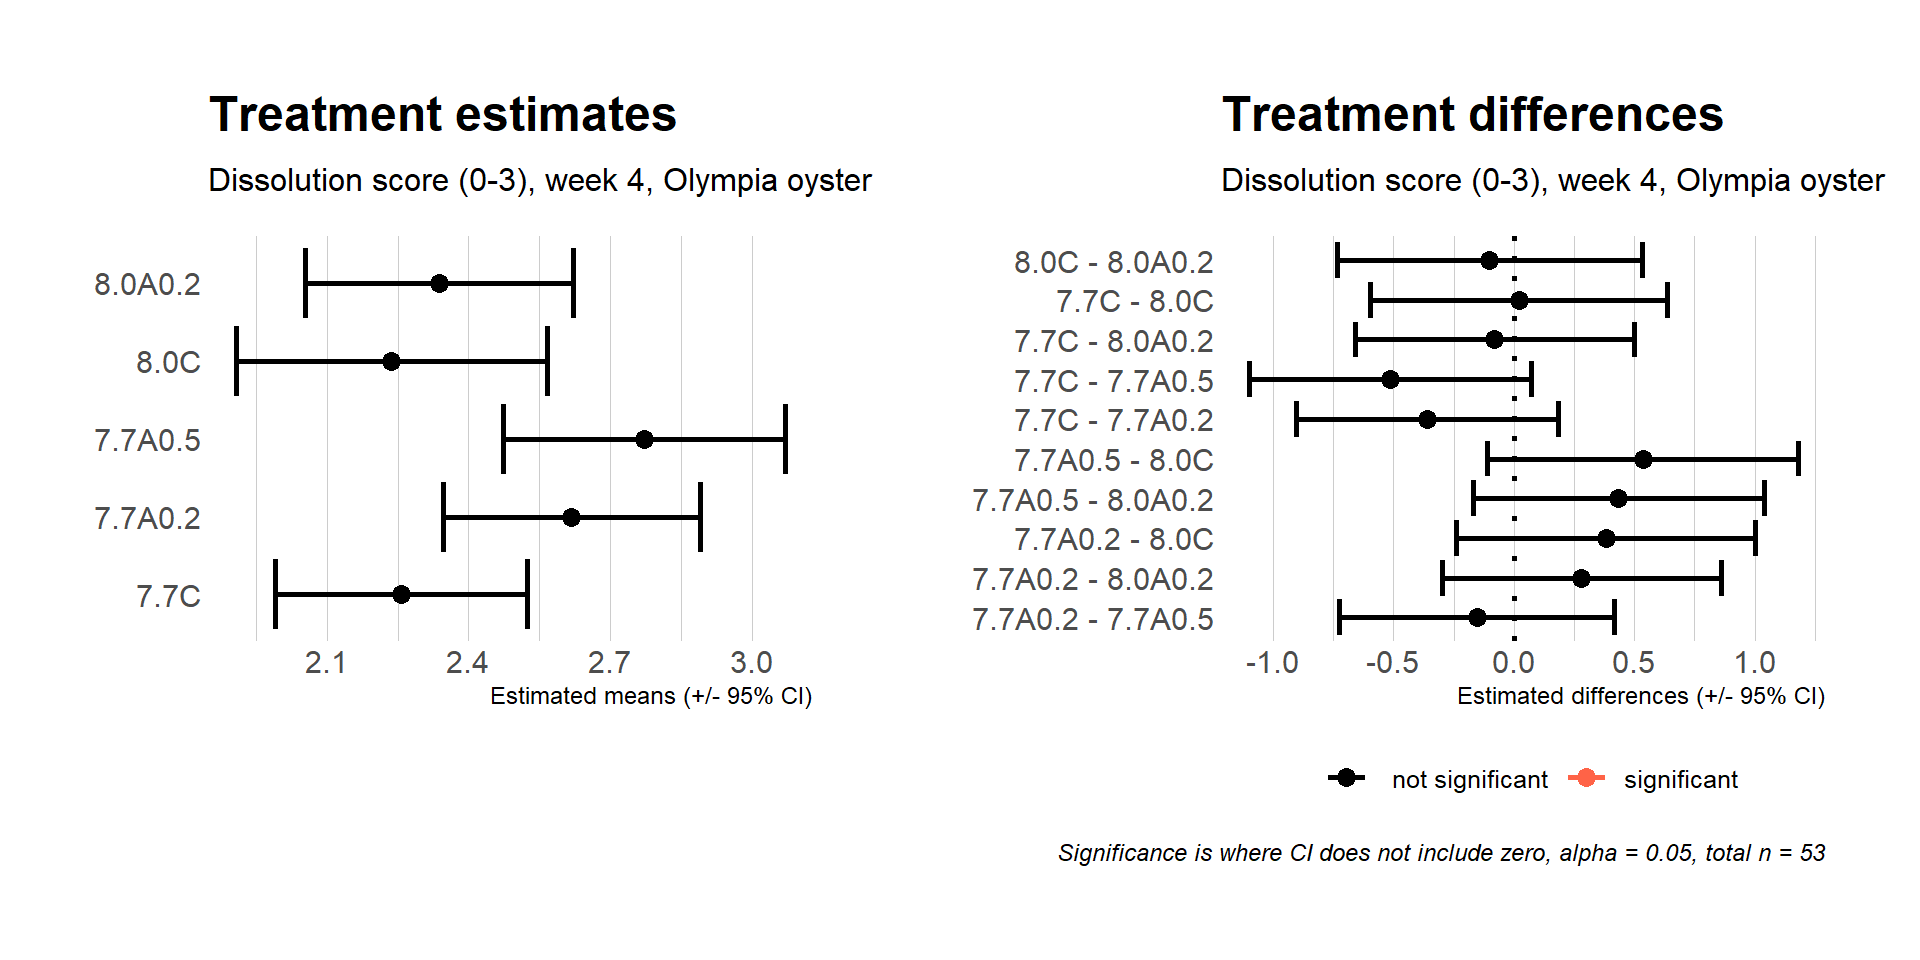 Treatment estimates
Dissolution score (0-3), week 4, Olympia oyster
8.0A0.2
8.0C
7.7A0.5
7.7A0.2
7.7C
2.1 2.4 2.7 3.0
Estimated means (+/- 95% CI)
Treatment differences
Dissolution score (0-3), week 4, Olympia oyster
8.0C - 8.0A0.2
7.7C - 8.0C
7.7C - 8.0A0.2
7.7C - 7.7A0.5
7.7C - 7.7A0.2
7.7A0.5 - 8.0C
7.7A0.5 - 8.0A0.2
7.7A0.2 - 8.0C
7.7A0.2 - 8.0A0.2
7.7A0.2 - 7.7A0.5
-1.0 -0.5 0.0 0.5 1.0
Estimated differences (+/- 95% CI)
not significant significant
Significance is where CI does not include zero, alpha = 0.05, total n = 53